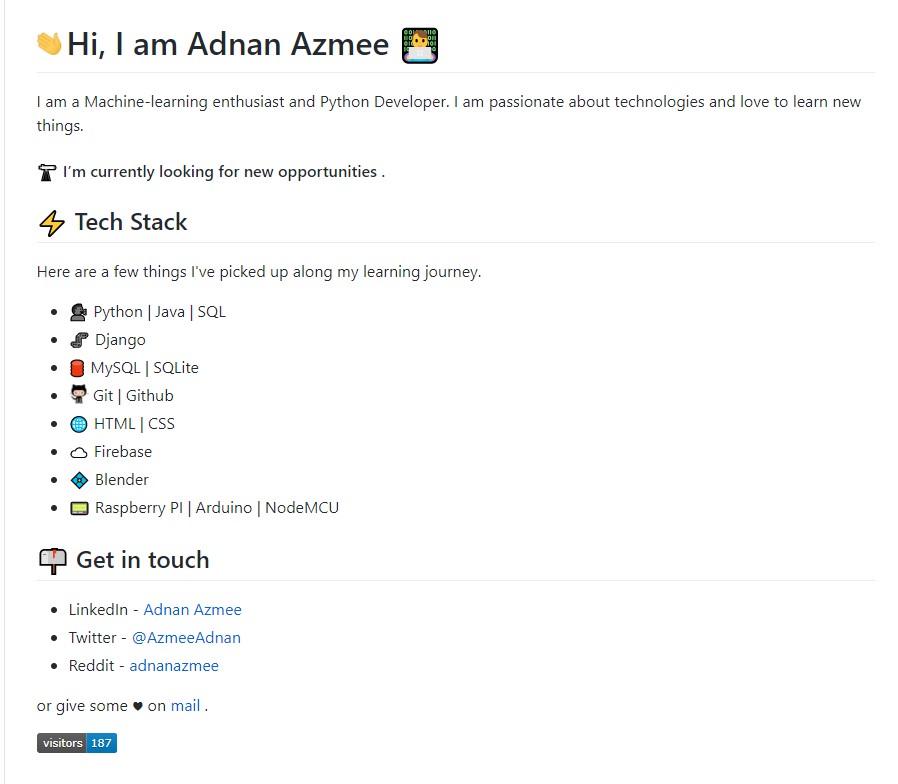 👋Hi, I am Adnan Azmee 👨‍💻
I am a Machine-learning enthusiast and Python Developer. I am passionate about technologies and love to learn new
things.
I'm currently looking for new opportunities .
⚡ Tech Stack
Here are a few things I've picked up along my learning journey.
Python | Java | SQL
Django
MySQL | SQLite
Git | Github
HTML | CSS
Firebase
Blender
Raspberry PI | Arduino | NodeMCU
Get in touch
LinkedIn - Adnan Azmee
Twitter - @AzmeeAdnan
Reddit - adnanazmee
or give some ♥ on mail .
visitors 187